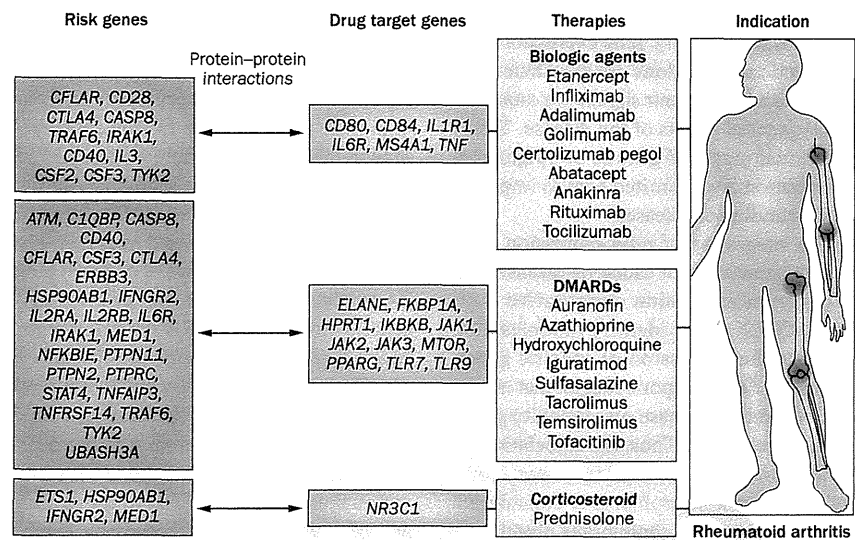 Risk genes
Drug target genes
Therapies
Indication
Protein–protein
interactions
CFLAR, CD28,
CTLA4, CASP8,
TRAF6, IRAK1,
CD40, IL3,
CSF2, CSF3, TYK2
CD80, CD84, IL1R1,
IL6R, MS4A1, TNF
Biologic agents
Etanercept
Infliximab
Adalimumab
Golimumab
Certolizumab pegol
Abatacept
Anakinra
Rituximab
Tocilizumab
ATM, C1QBP, CASP8,
CD40,
CFLAR, CSF3, CTLA4,
ERBB3,
HSP90AB1, IFNGR2,
IL2RA, IL2RB, IL6R,
IRAK1, MED1,
NFKBIE, PTPN11,
PTPN2, PTPRC,
STAT4, TNFAIP3,
TNFRSF14, TRAF6,
TYK2
UBASH3A
ELANE, FKBP1A,
HPRT1, IKBKB, JAK1,
JAK2, JAK3, MTOR,
PPARG, TLR7, TLR9
DMARDs
Auranofin
Azathioprine
Hydroxychloroquine
Iguratimod
Sulfasalazine
Tacrolimus
Temsirolimus
Tofacitinib
ETS1, HSP90AB1,
IFNGR2, MED1
NR3C1
Corticosteroid
Prednisolone
Rheumatoid arthritis